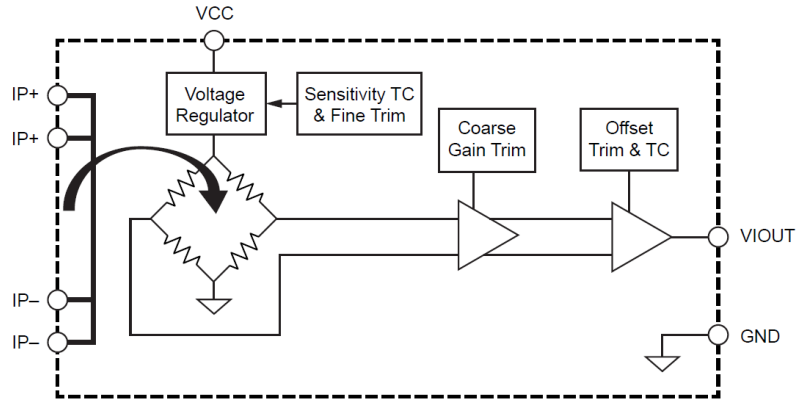 VCC
IP+
IP+
Voltage
Regulator
Sensitivity TC
& Fine Trim
Coarse
Gain Trim
Offset
Trim & TC
VIOUT
IP–
IP–
GND